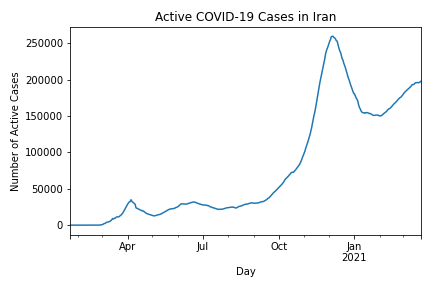 Active COVID-19 Cases in Iran
Number of Active Cases
250000
200000
150000
100000
50000
0
Apr Jul Oct Jan
2021
Day